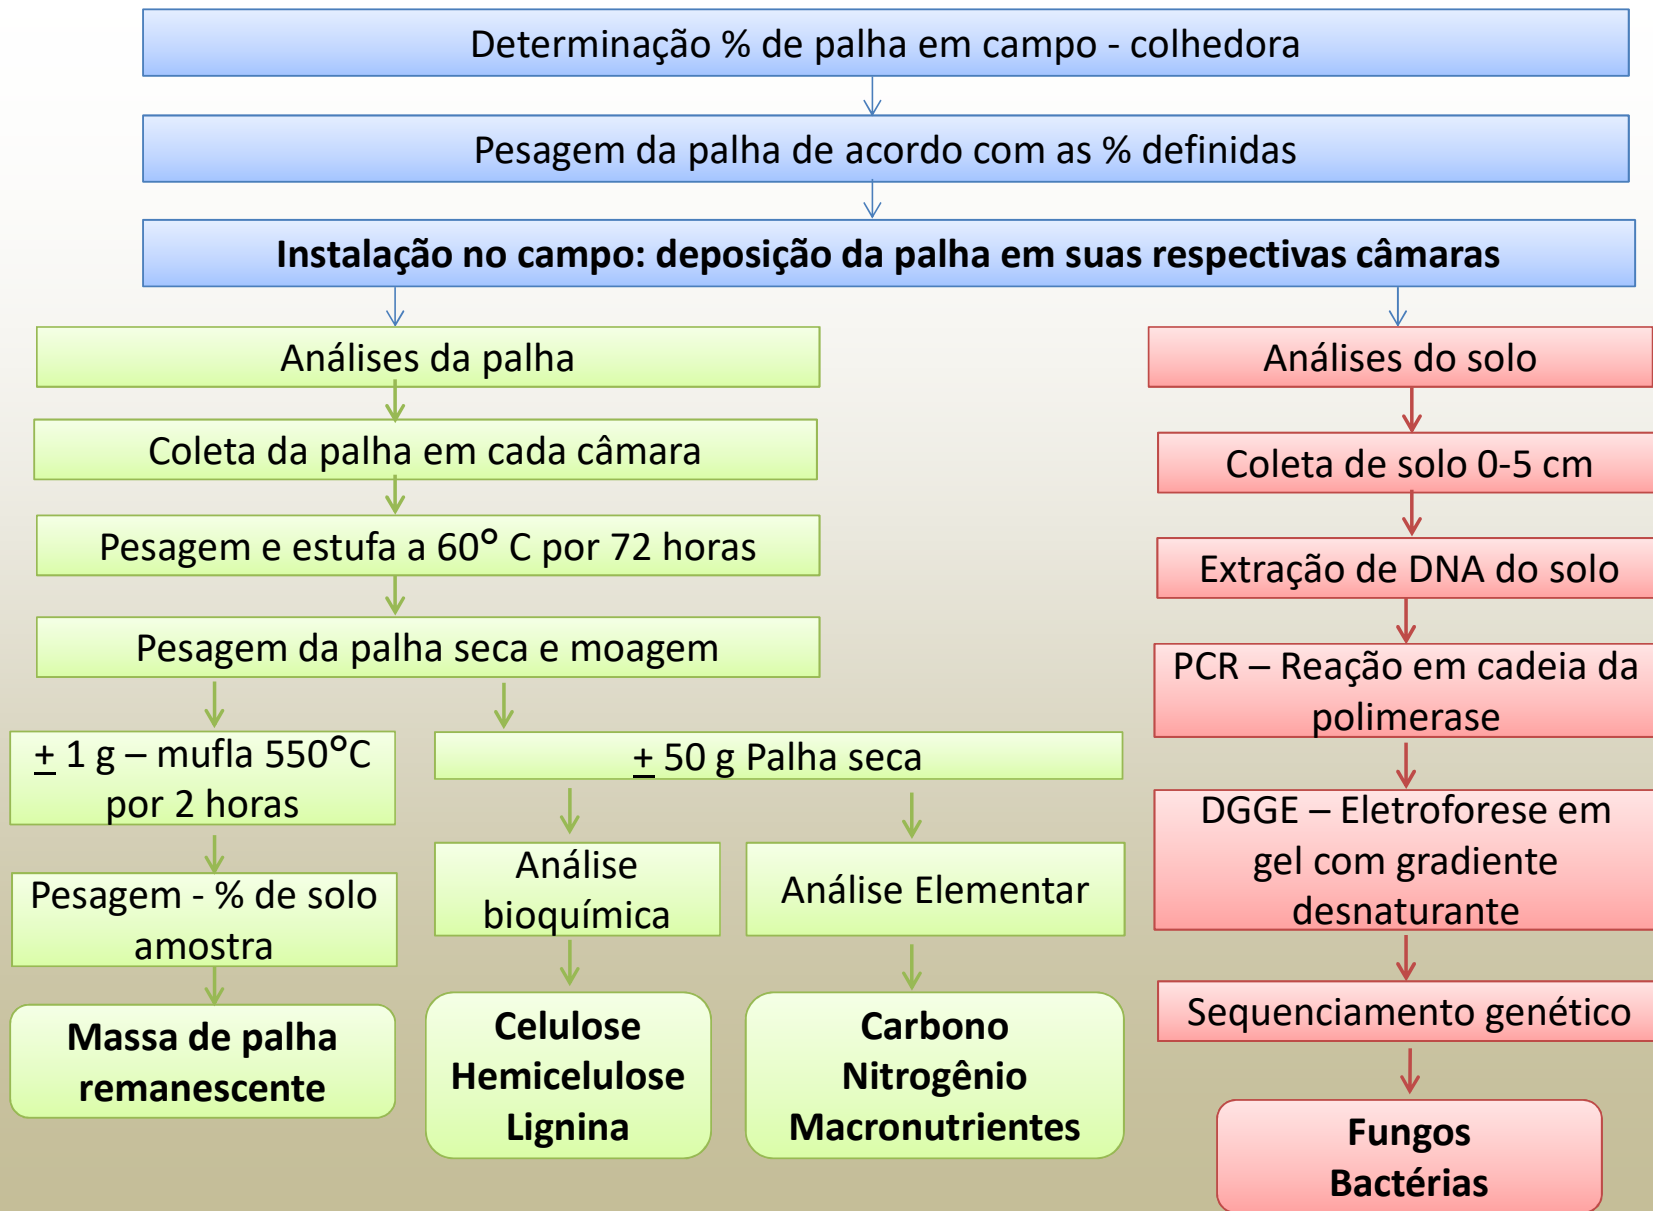 Determinação % de palha em campo - colhedora
Pesagem da palha de acordo com as % definidas
Instalação no campo: deposição da palha em suas respectivas câmaras
Análises da palha
Coleta da palha em cada câmara
Pesagem e estufa a 60° C por 72 horas
Pesagem da palha seca e moagem
± 1 g – mufla 550°C
por 2 horas
Pesagem - % de solo
amostra
Massa de palha
remanescente
± 50 g Palha seca
Análise
bioquímica
Celulose
Hemicelulose
Lignina
Análise Elementar
Carbono
Nitrogênio
Macronutrientes
Análises do solo
Coleta de solo 0-5 cm
Extração de DNA do solo
PCR – Reação em cadeia da
polimerase
DGGE – Eletroforese em
gel com gradiente
desnaturante
Sequenciamento genético
Fungos
Bactérias